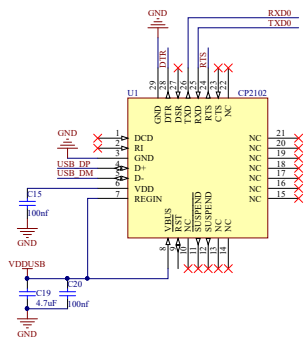 GND
RXD0
TXD0
DTR
RTS
29
28
27
26
25
24
23
22
U1
CP2102
GND
DTR
DSR
TXD
RXD
RTS
CTS
NC
GND
1 DCD NC 21
2 RI NC 20
3 GND NC 19
USB_DP 4 D+ NC 18
USB_DM 5 D- NC 17
6 VDD NC 16
7 REGIN NC 15
C15
100nf
GND
VBUS
RST
NC
SUSPEND
SUSPEND
NC
NC
8
9
10
11
12
13
14
VDDUSB
C19
4.7uF
C20
100nf
GND